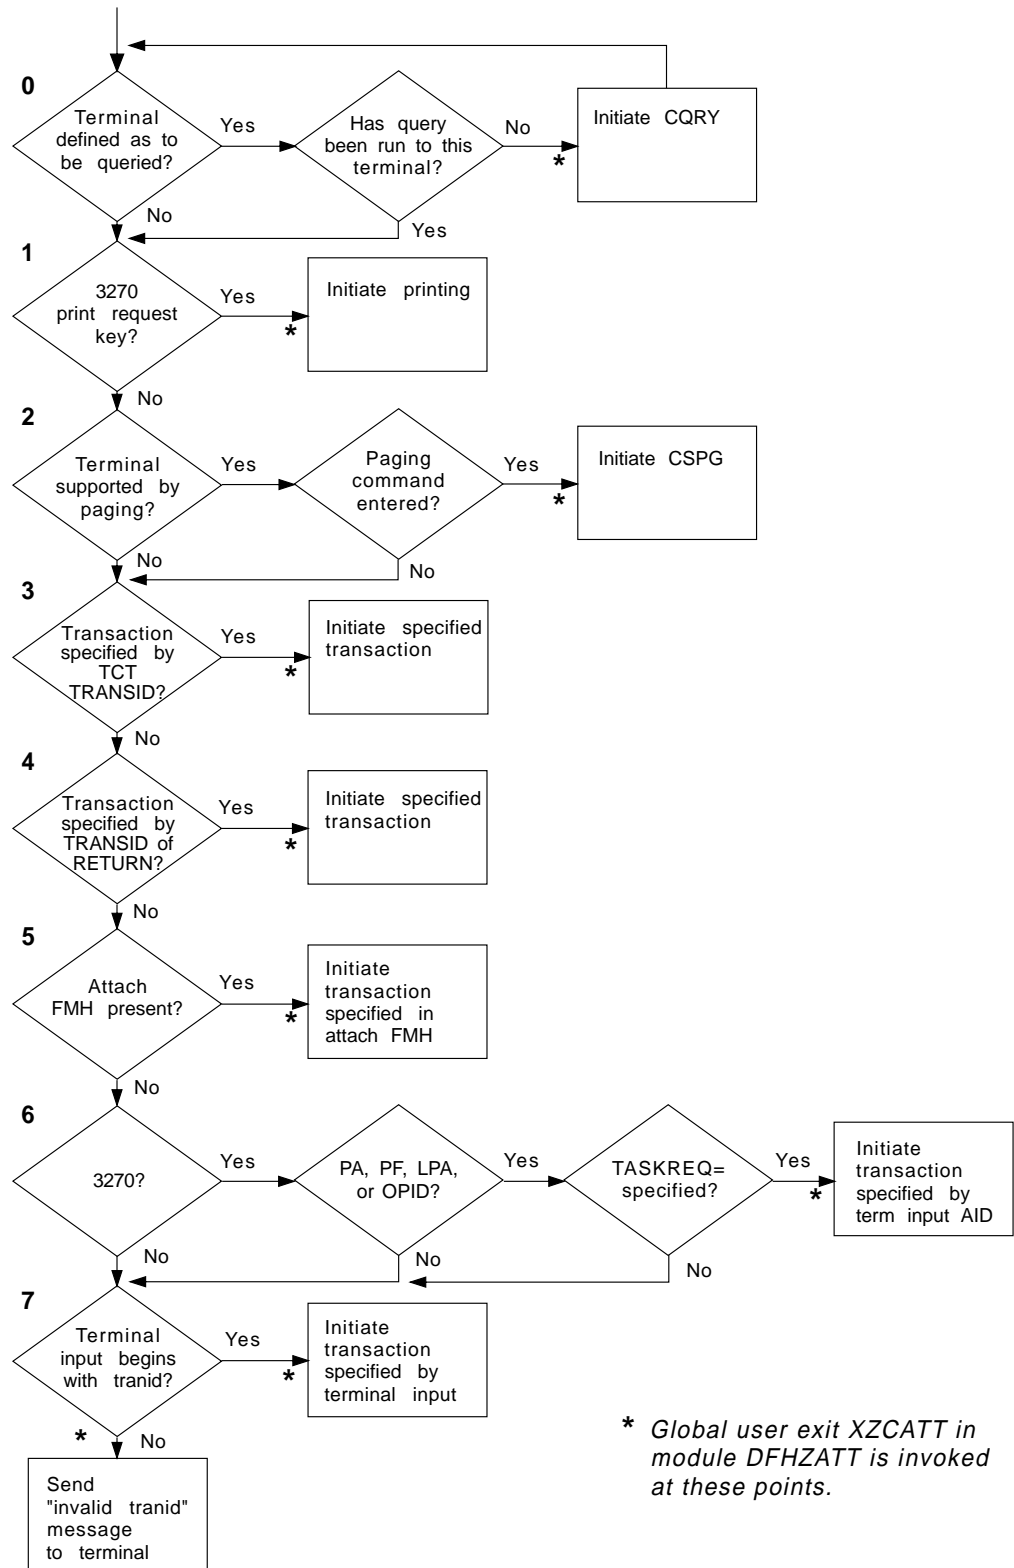 0
Terminal
defined as to
be queried?
Yes
Has query
been run to this
terminal?
No
*
Initiate CQRY
No
Yes
1
3270
print request
key?
Yes
*
Initiate printing
No
2
Terminal
supported by
paging?
Yes
Paging
command
entered?
Yes
*
Initiate CSPG
No
No
3
Transaction
specified by
TCT
TRANSID?
Yes
*
Initiate specified
transaction
No
4
Transaction
specified by
TRANSID of
RETURN?
Yes
*
Initiate specified
transaction
No
5
Attach
FMH present?
Yes
*
Initiate
transaction
specified in
attach FMH
No
6
3270?
Yes
PA, PF, LPA,
or OPID?
Yes
TASKREQ=
specified?
Yes
*
Initiate
transaction
specified by
term input AID
No
No
No
7
Terminal
input begins
with tranid?
Yes
*
Initiate
transaction
specified by
terminal input
*
No
Send
"invalid tranid"
message
to terminal
* Global user exit XZCATT in
module DFHZATT is invoked
at these points.